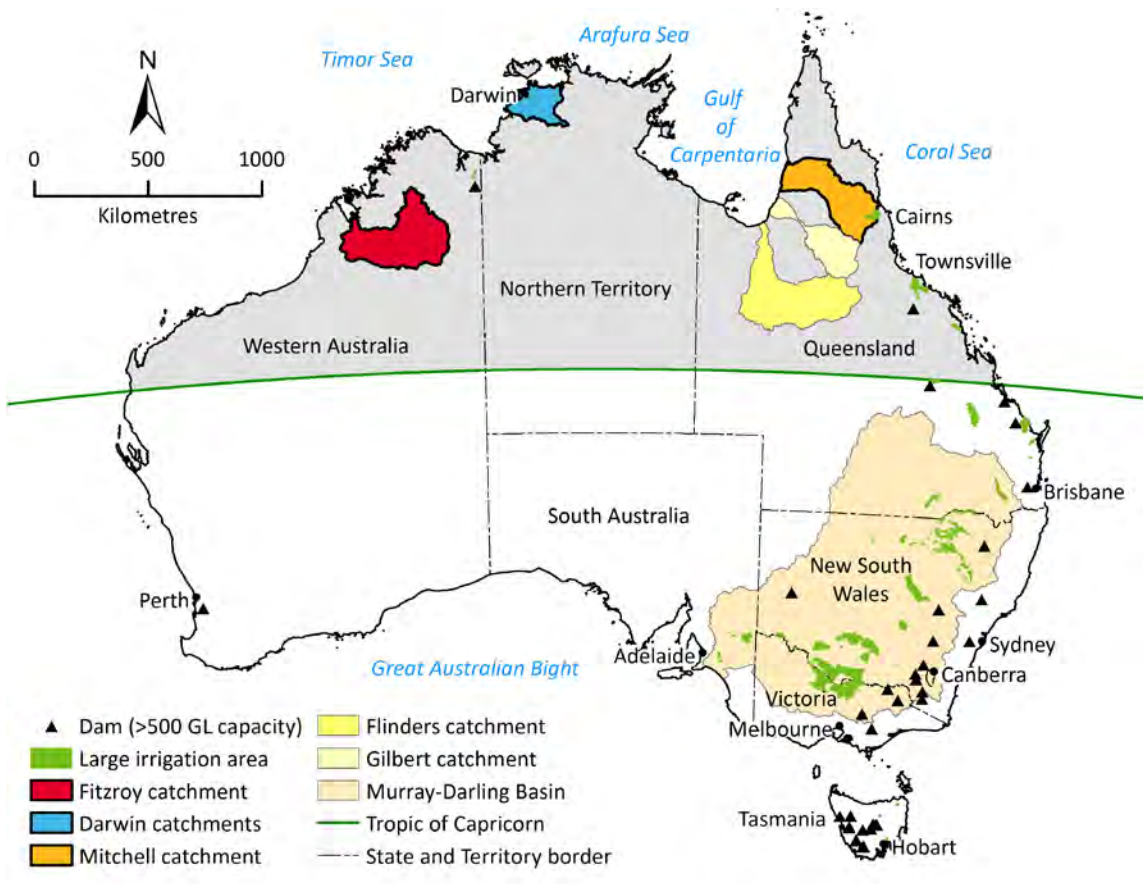 Arafura Sea
Timor Sea
N
Darwin
Gulf
of
Carpentaria
Coral Sea
0 500 1000
Kilometres
Cairns
Townsville
Northern Territory
Western Australia
Queensland
Brisbane
South Australia
New South
Wales
Perth
Sydney
Adelaide
Great Australian Bight
Canberra
Victoria
Melbourne
Dam (>500 GL capacity)
Large irrigation area
Fitzroy catchment
Darwin catchments
Mitchell catchment
Flinders catchment
Gilbert catchment
Murray-Darling Basin
Tropic of Capricorn
State and Territory border
Tasmania
Hobart